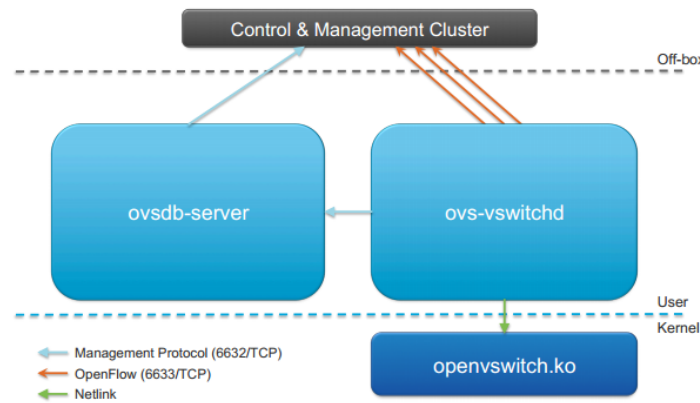 Control & Management Cluster
Off-box
ovsdb-server
ovs-vswitchd
User
Kernel
Management Protocol (6632/TCP)
OpenFlow (6633/TCP)
Netlink
openvswitch.ko